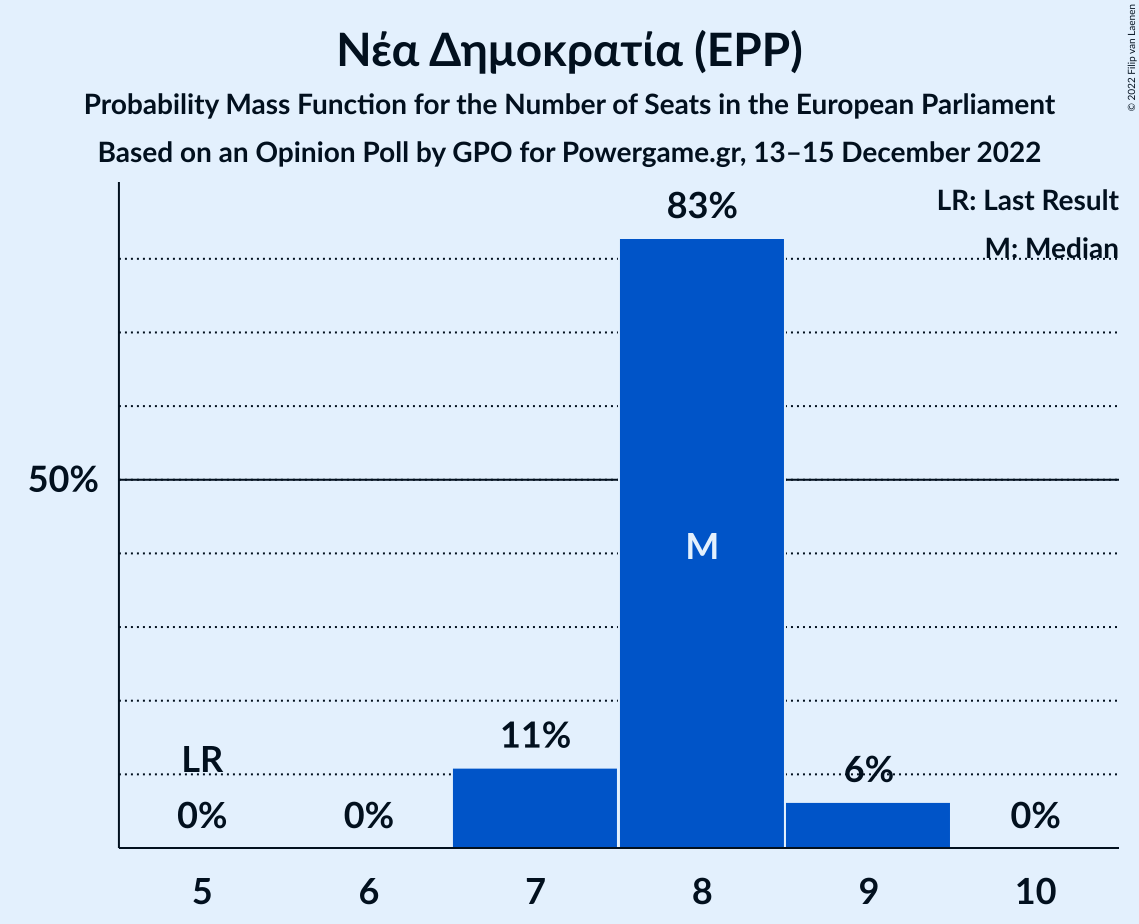 Νέα Δημοκρατία (EPP)
Probability Mass Function for the Number of Seats in the European Parliament
Based on an Opinion Poll by GPO for Powergame.gr, 13–15 December 2022
© 2022 Filip van Laenen
LR: Last Result
M: Median
83%
50%
M
11%
LR
6%
0%
0%
0%
5
6
7
8
9
10